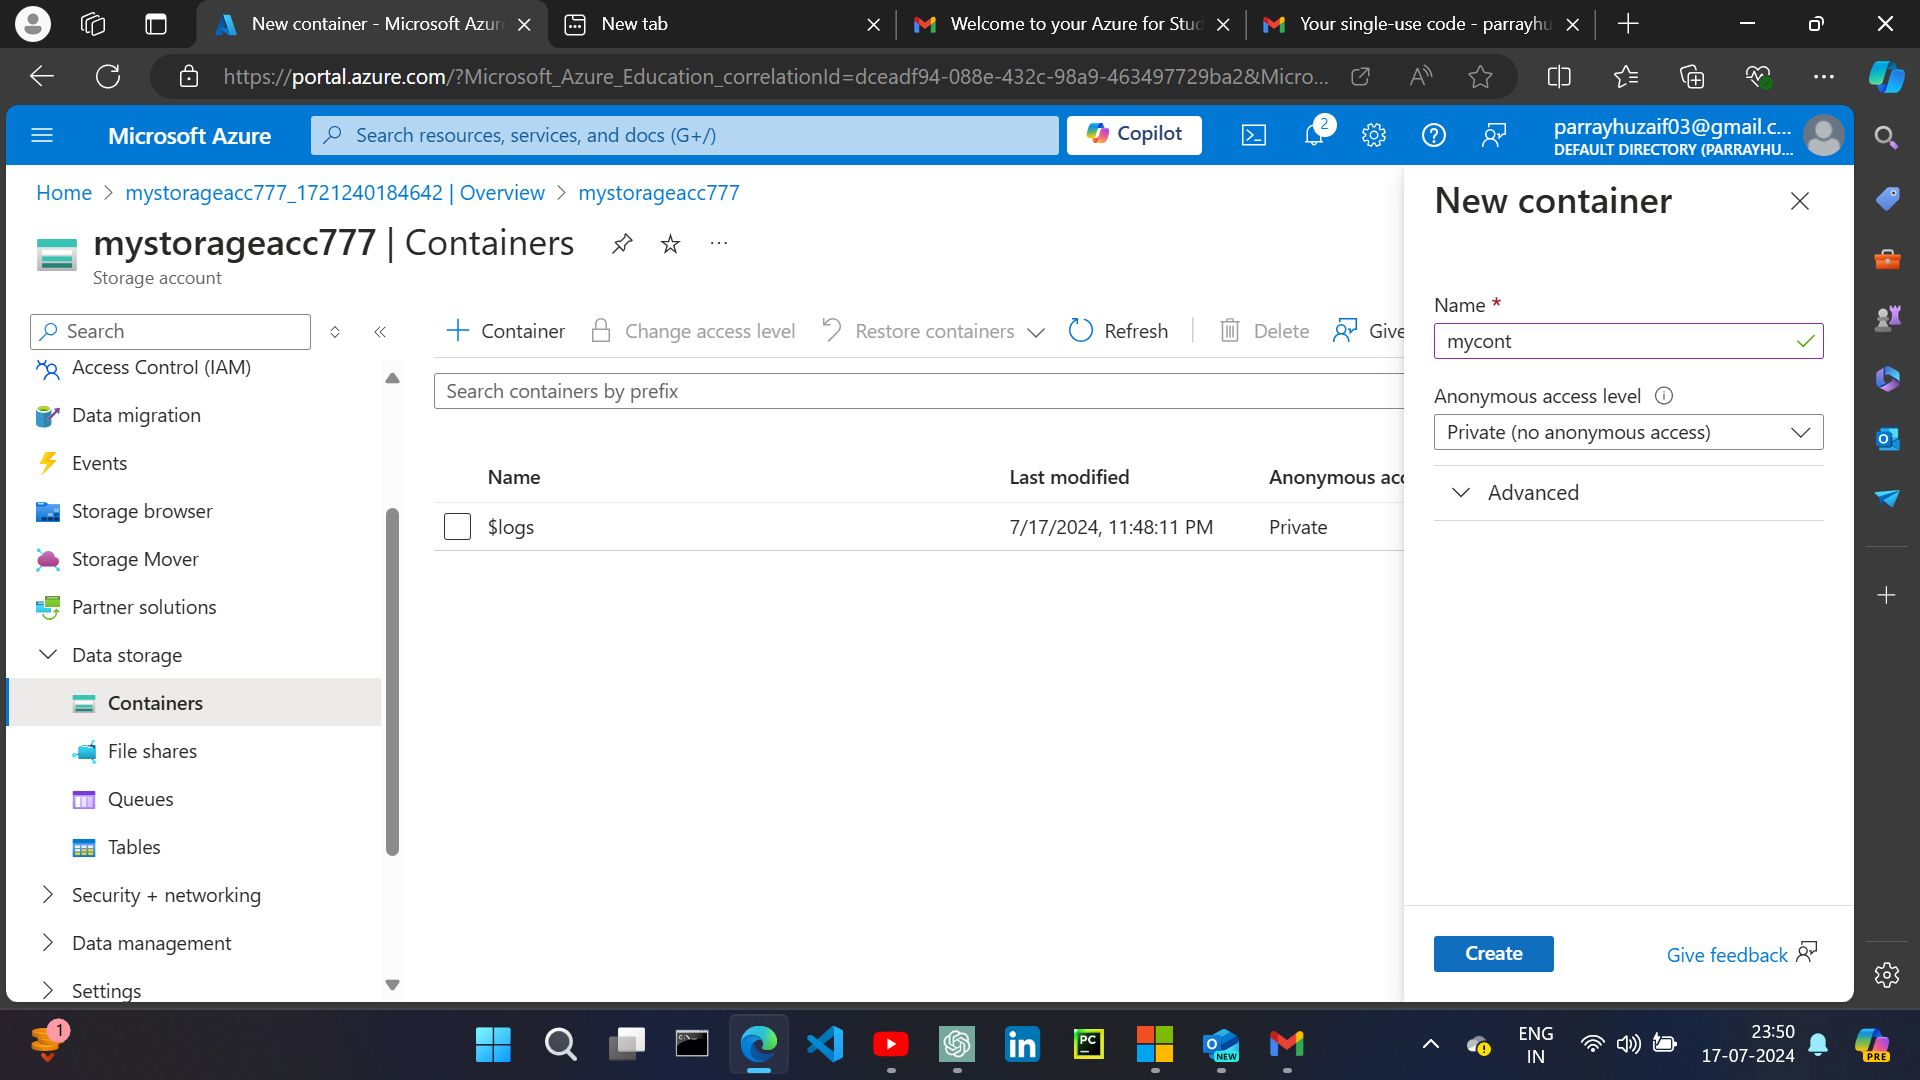 New container - Microsoft Azur
New tab
Welcome to your Azure for Stud
Your single-use code - parrayhu
https://portal.azure.com/?Microsoft_Azure_Education_correlationId=dceadf94-088e-432c-98a9-463497729ba2&Micro...
Microsoft Azure
Search resources, services, and docs (G+/)
Copilot
2
parrayhuzaif03@gmail.c...
DEFAULT DIRECTORY (PARRAYHU...
Home > mystorageacc777_1721240184642 | Overview > mystorageacc777
mystorageacc777 | Containers
Storage account
Search
Access Control (IAM)
Data migration
Events
Storage browser
Storage Mover
Partner solutions
Data storage
Containers
File shares
Queues
Tables
Security + networking
Data management
Settings
Container
Change access level
Restore containers
Refresh
Delete
Give
Search containers by prefix
Name Last modified Anonymous acc
$logs 7/17/2024, 11:48:11 PM Private
New container
Name *
mycont
Anonymous access level
Private (no anonymous access)
Advanced
Create
Give feedback
1
PC
NEW
ENG
IN
23:50
17-07-2024
PRE